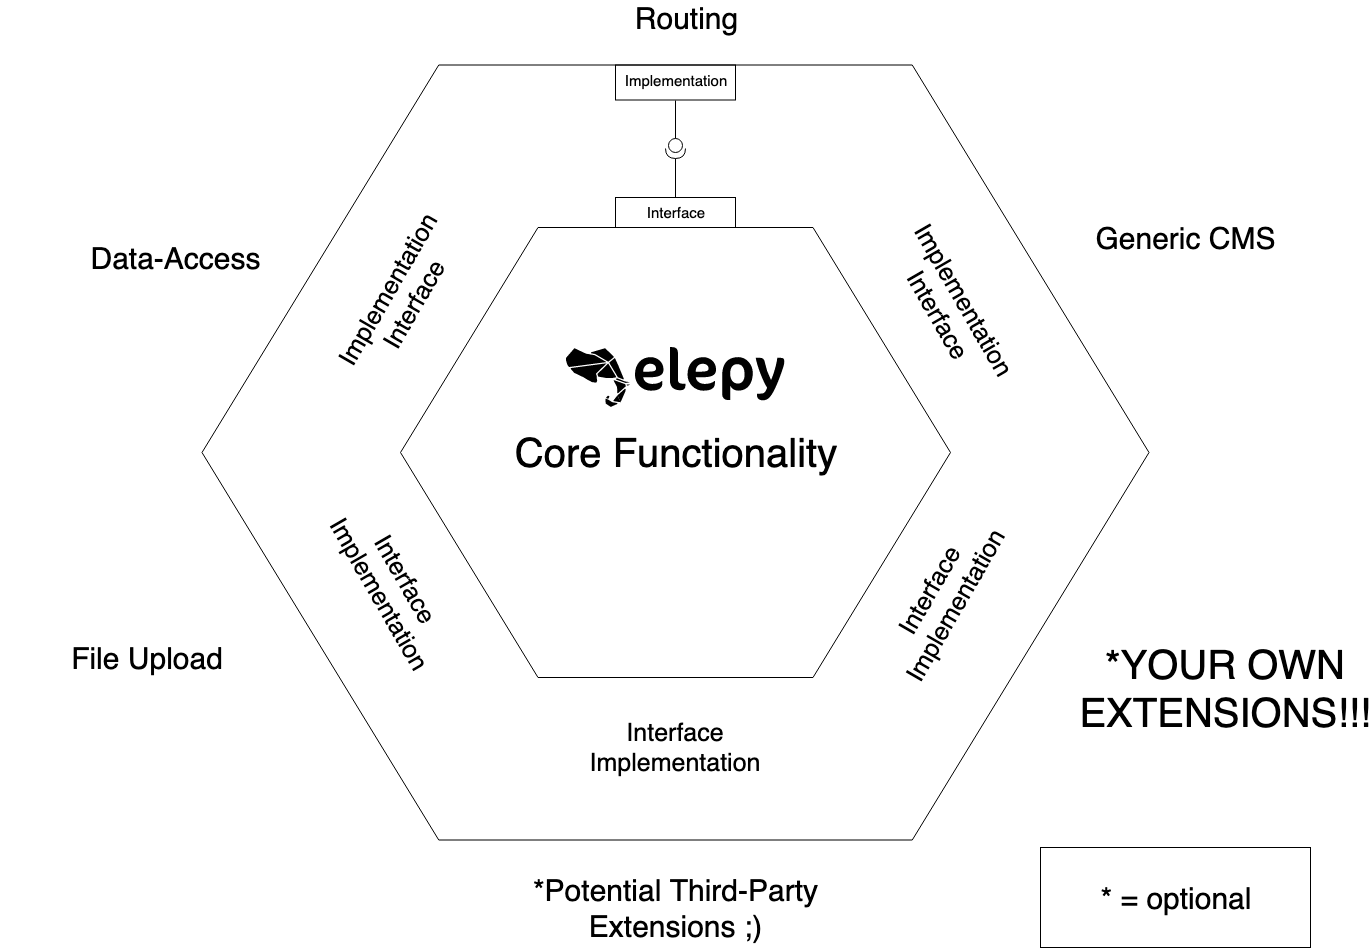 Routing
Implementation
Interface
Data-Access
Implementation
Interface
Implementation
Interface
Generic CMS
elepy
Core Functionality
Interface
Implementation
Interface
Implementation
File Upload
*YOUR OWN
EXTENSIONS!!!
Interface
Implementation
*Potential Third-Party
Extensions ;)
* = optional